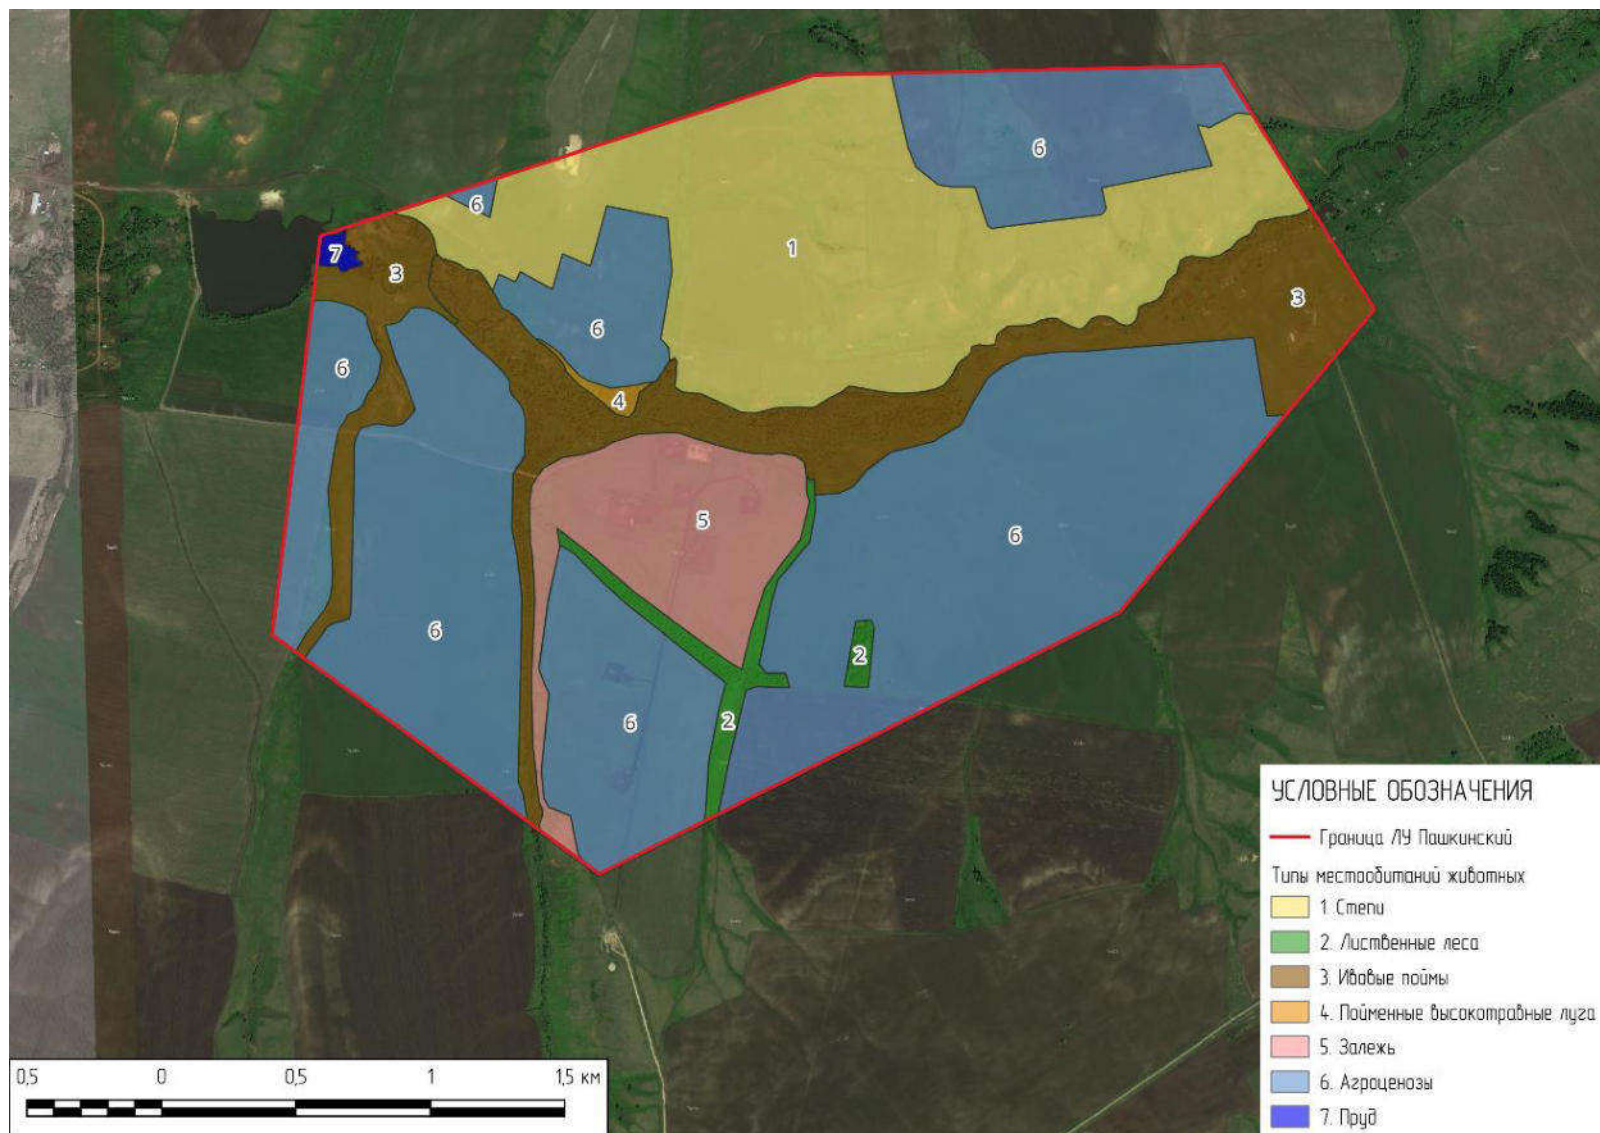 6
6
7
3
1
3
6
6
4
5
6
6
2
6
2
УСЛОВНЫЕ ОБОЗНАЧЕНИЯ
Граница ЛУ Пашкинский
Типы местообитаний животных
1 Степи
2. Лиственные леса
3. Ивовые поймы
4. Пойменные высокотравные луга
5. Залежь
6. Агроценозы
7. Пруд
0,5 0 0,5 1 1,5 км